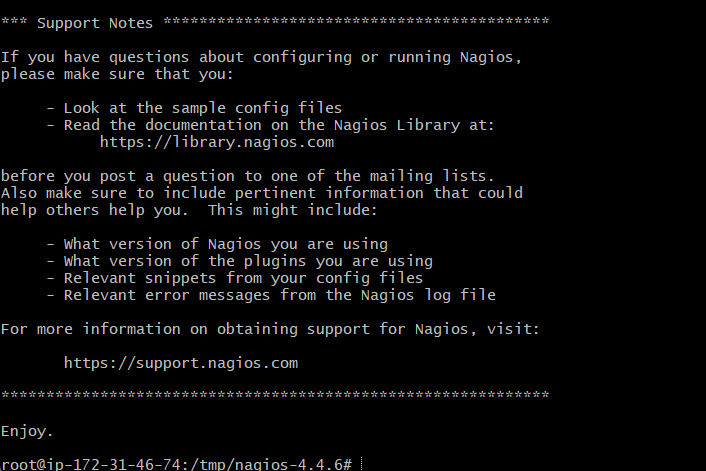 *** Support Notes *******************************************
If you have questions about configuring or running Nagios,
please make sure that you:
- Look at the sample config files
- Read the documentation on the Nagios Library at:
https://library.nagios.com
before you post a question to one of the mailing lists.
Also make sure to include pertinent information that could
help others help you.  This might include:
- What version of Nagios you are using
- What version of the plugins you are using
- Relevant snippets from your config files
- Relevant error messages from the Nagios log file
For more information on obtaining support for Nagios, visit:
https://support.nagios.com
*************************************************************
Enjoy.
root@ip-172-31-46-74:/tmp/nagios-4.4.6#